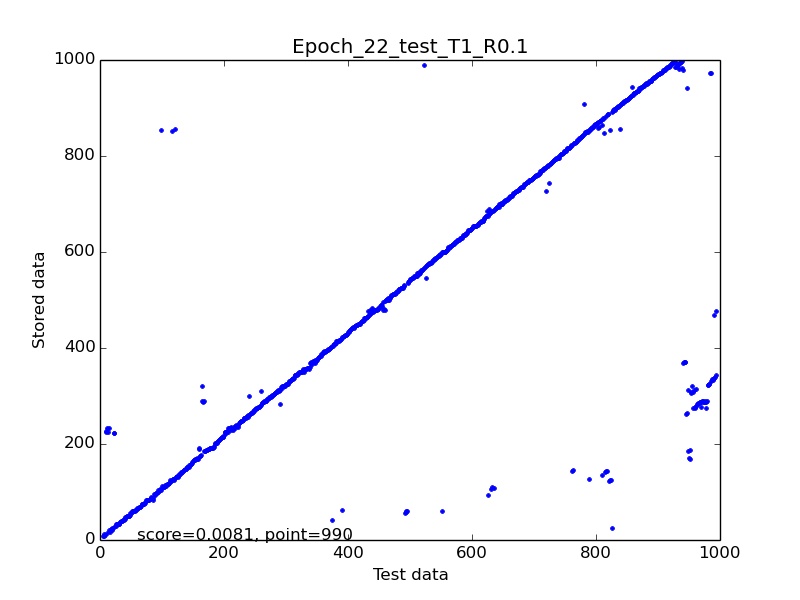 Epoch_22_test_T1_R0.1
1000
800
600
400
200
0
Stored data
score=0.0081, point=990
0 200 400 600 800 1000
Test data